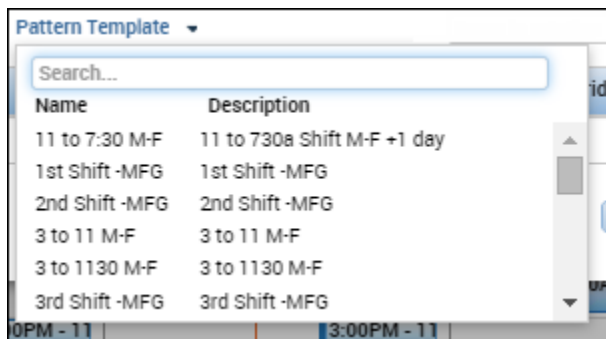 Pattern Template
Search...
Name Description
11 to 7:30 M-F 11 to 730a Shift M-F +1 day
1st Shift -MFG 1st Shift -MFG
2nd Shift -MFG 2nd Shift -MFG
3 to 11 M-F 3 to 11 M-F
3 to 1130 M-F 3 to 1130 M-F
3rd Shift -MFG 3rd Shift -MFG
0PM - 11 3:00PM - 11